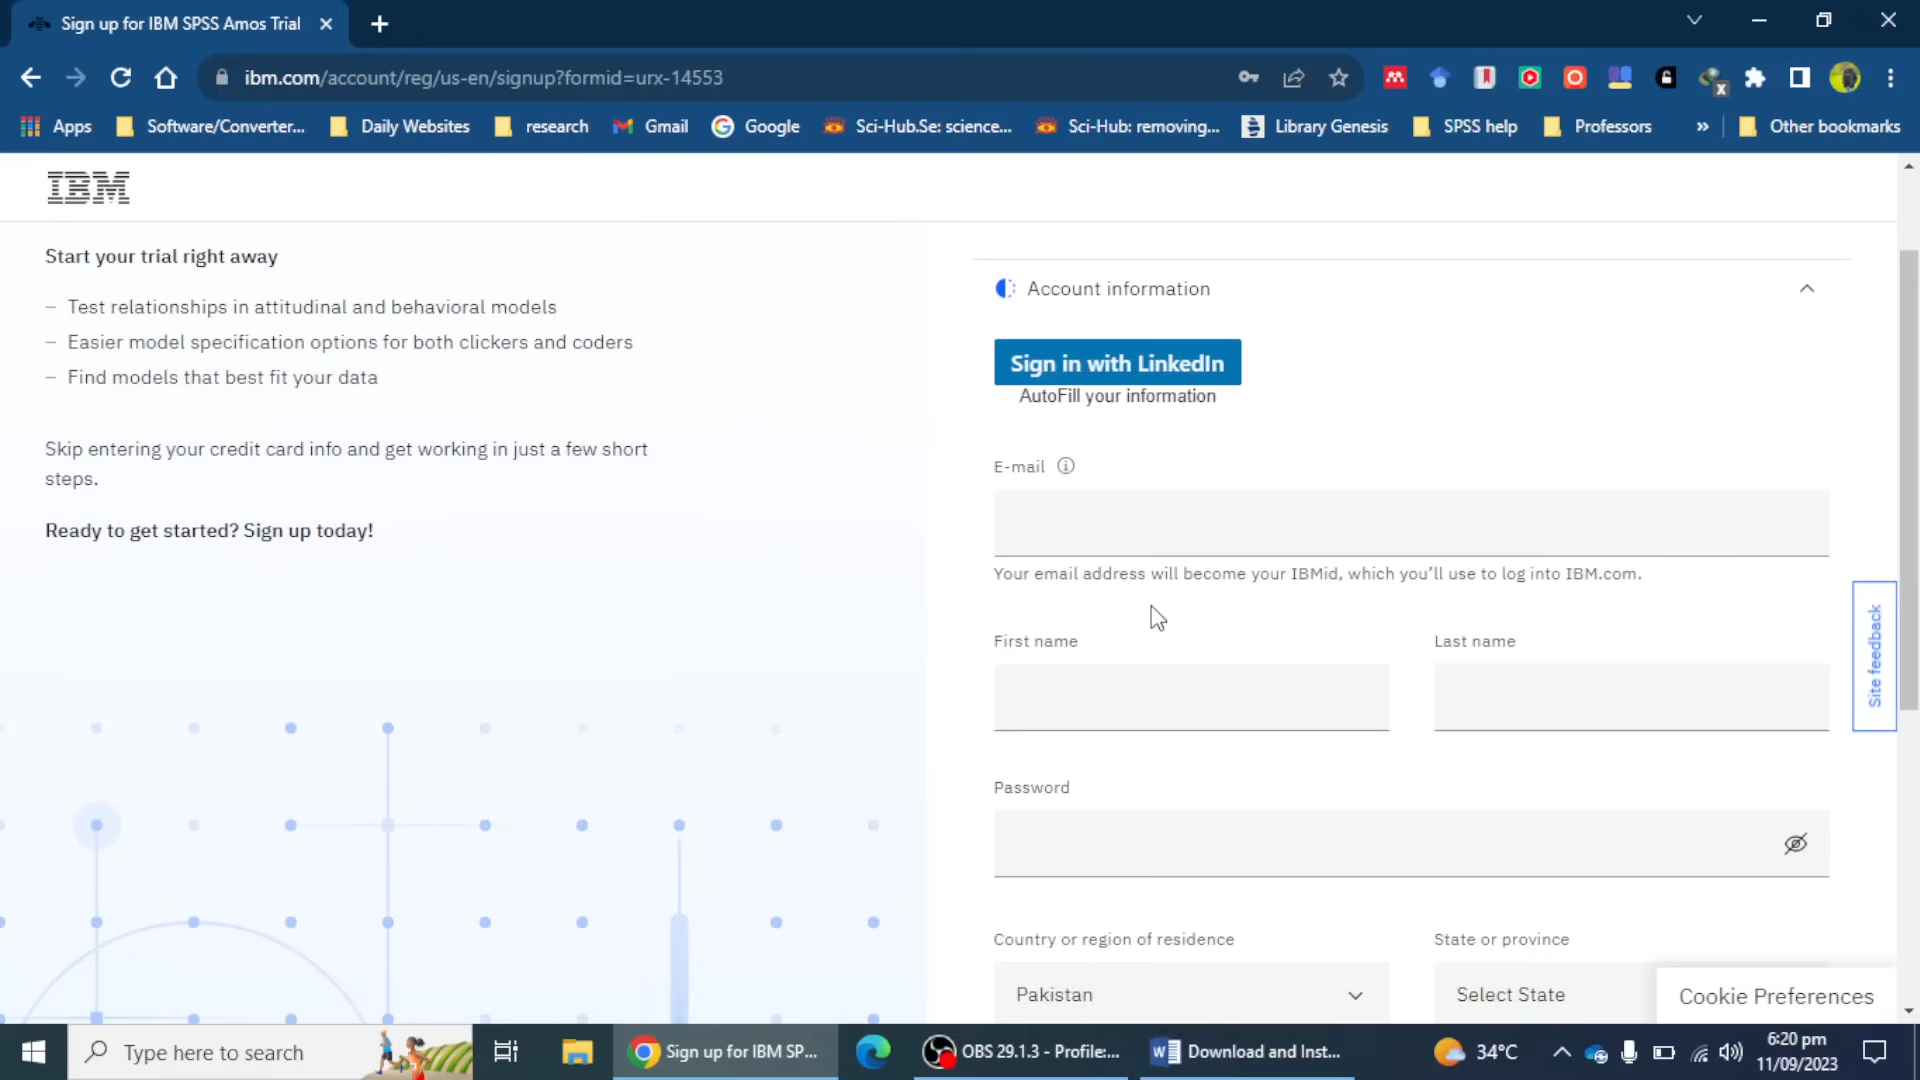 Sign up for IBM SPSS Amos Trial
ibm.com/account/reg/us-en/signup?formid=urx-14553
Apps
Software/Converter...
Daily Websites
research
Gmail
Google
Sci-Hub.Se: science...
Sci-Hub: removing...
Library Genesis
SPSS help
Professors
»
Other bookmarks
IBM
Start your trial right away
– Test relationships in attitudinal and behavioral models
– Easier model specification options for both clickers and coders
– Find models that best fit your data
Skip entering your credit card info and get working in just a few short
steps.
Ready to get started? Sign up today!
Account information
Sign in with LinkedIn
AutoFill your information
E-mail
Your email address will become your IBMid, which you’ll use to log into IBM.com.
First name
Last name
Password
Country or region of residence
State or province
Pakistan
Select State
Site feedback
Cookie Preferences
Type here to search
Sign up for IBM SP...
OBS 29.1.3 - Profile:...
Download and Inst...
34°C
6:20 pm
11/09/2023